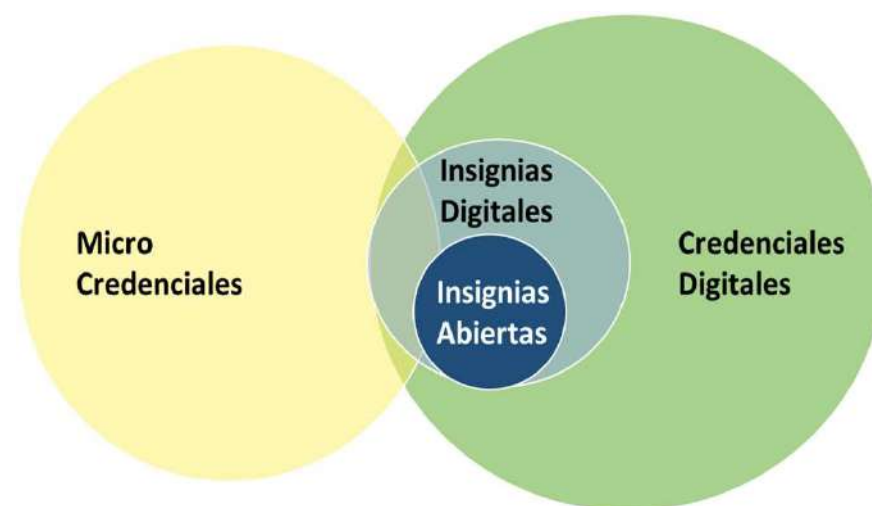 Insignias
Digitales
Micro
Credenciales
Credenciales
Digitales
Insignias
Abiertas